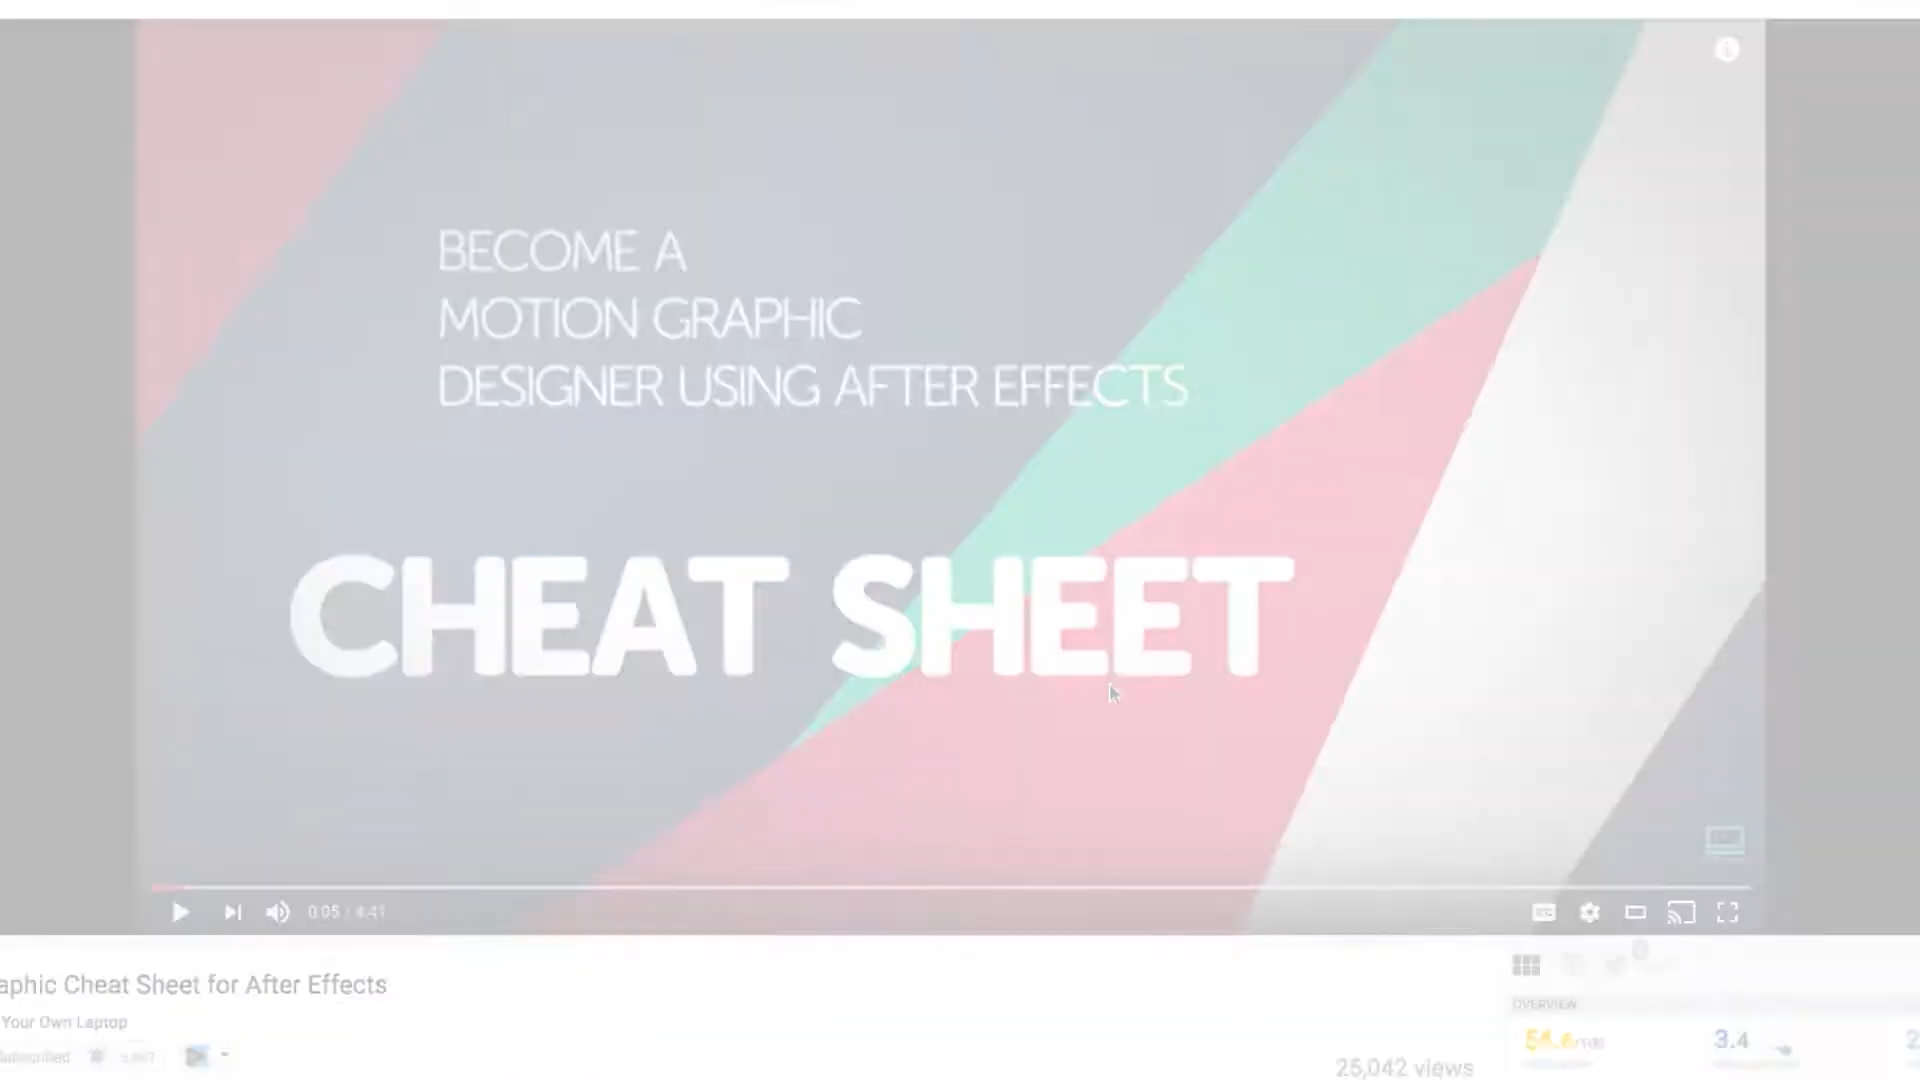 BECOME A
MOTION GRAPHIC
DESIGNER USING AFTER EFFECTS
CHEAT SHEET
0:05 / 4:41
aphic Cheat Sheet for After Effects
Your Own Laptop
Subscribed
25,042 views
OVERVIEW
3.4